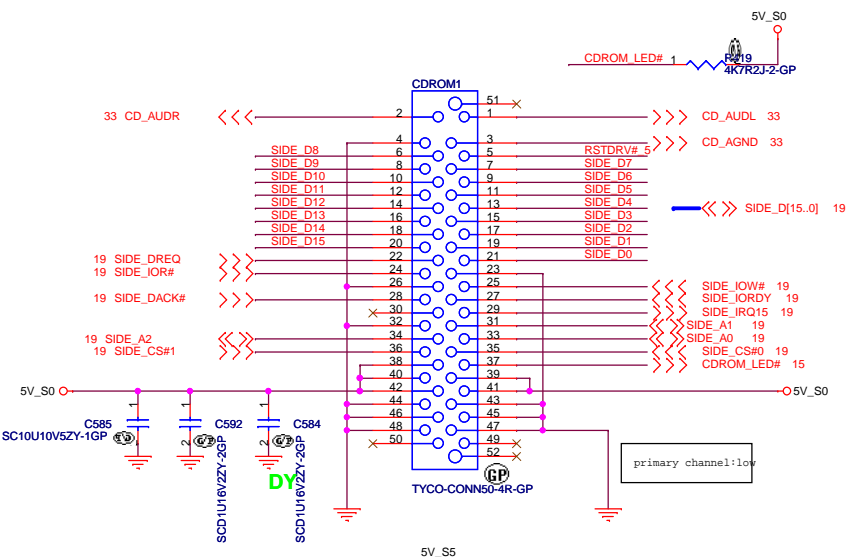 5V_S0
CDROM_LED# 1
R419
4K7R2J-2-GP
CDROM1
51
33 CD_AUDR 2 1 CD_AUDL 33
4 3 CD_AGND 33
SIDE_D8 6 5 RSTDRV#_5
SIDE_D9 8 7 SIDE_D7
SIDE_D10 10 9 SIDE_D6
SIDE_D11 12 11 SIDE_D5
SIDE_D12 14 13 SIDE_D4 SIDE_D[15..0] 19
SIDE_D13 16 15 SIDE_D3
SIDE_D14 18 17 SIDE_D2
SIDE_D15 20 19 SIDE_D1
19 SIDE_DREQ 22 21 SIDE_D0
19 SIDE_IOR# 24 23
26 25 SIDE_IOW# 19
19 SIDE_DACK# 28 27 SIDE_IORDY 19
30 29 SIDE_IRQ15 19
32 31 SIDE_A1 19
19 SIDE_A2 34 33 SIDE_A0 19
19 SIDE_CS#1 36 35 SIDE_CS#0 19
38 37 CDROM_LED# 15
40 39
5V_S0 42 41 5V_S0
44 43
46 45
48 47
50 49
52
1 C585 2
SC10U10V5ZY-1GP
1 C592 2
SCD1U16V2ZY-2GP
1 C584 2
SCD1U16V2ZY-2GP
DY
GP
TYCO-CONN50-4R-GP
primary channel:low
5V_S5